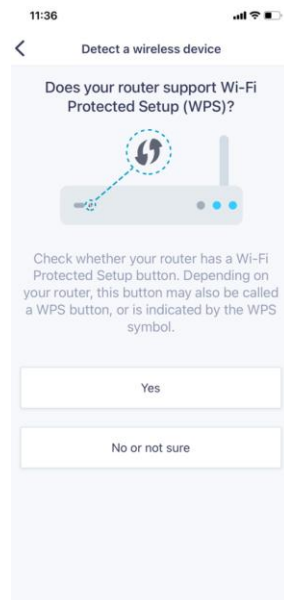 11:36
Detect a wireless device
Does your router support Wi-Fi
Protected Setup (WPS)?
Check whether your router has a Wi-Fi
Protected Setup button. Depending on
your router, this button may also be called
a WPS button, or is indicated by the WPS
symbol.
Yes
No or not sure